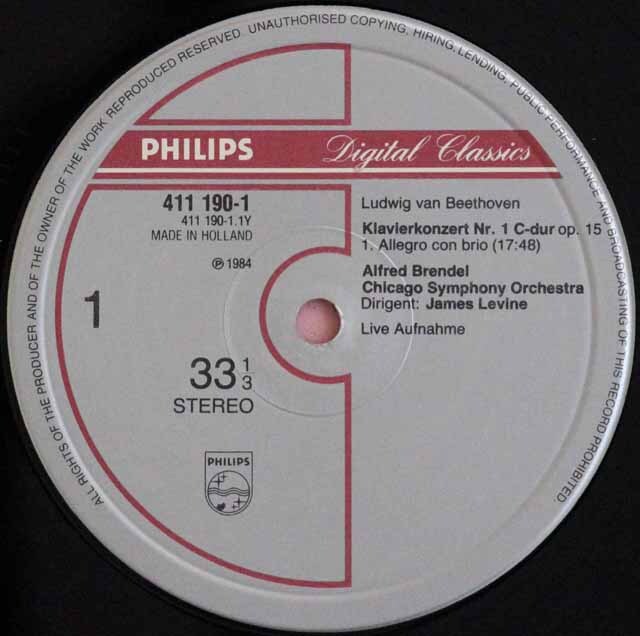 ALL RIGHTS OF THE PRODUCER AND OF THE OWNER OF THE WORK REPRODUCED RESERVED UNAUTHORISED COPYING, HIRING, LENDING, PUBLIC PERFORMANCE AND BROADCASTING OF THIS RECORD PROHIBITED.
PHILIPS Digital Classics
411 190-1
411 190-1.1Y
MADE IN HOLLAND
℗ 1984
1
33 1/3
STEREO
PHILIPS
Ludwig van Beethoven
Klavierkonzert Nr. 1 C-dur op. 15
1. Allegro con brio (17:48)
Alfred Brendel
Chicago Symphony Orchestra
Dirigent: James Levine
Live Aufnahme